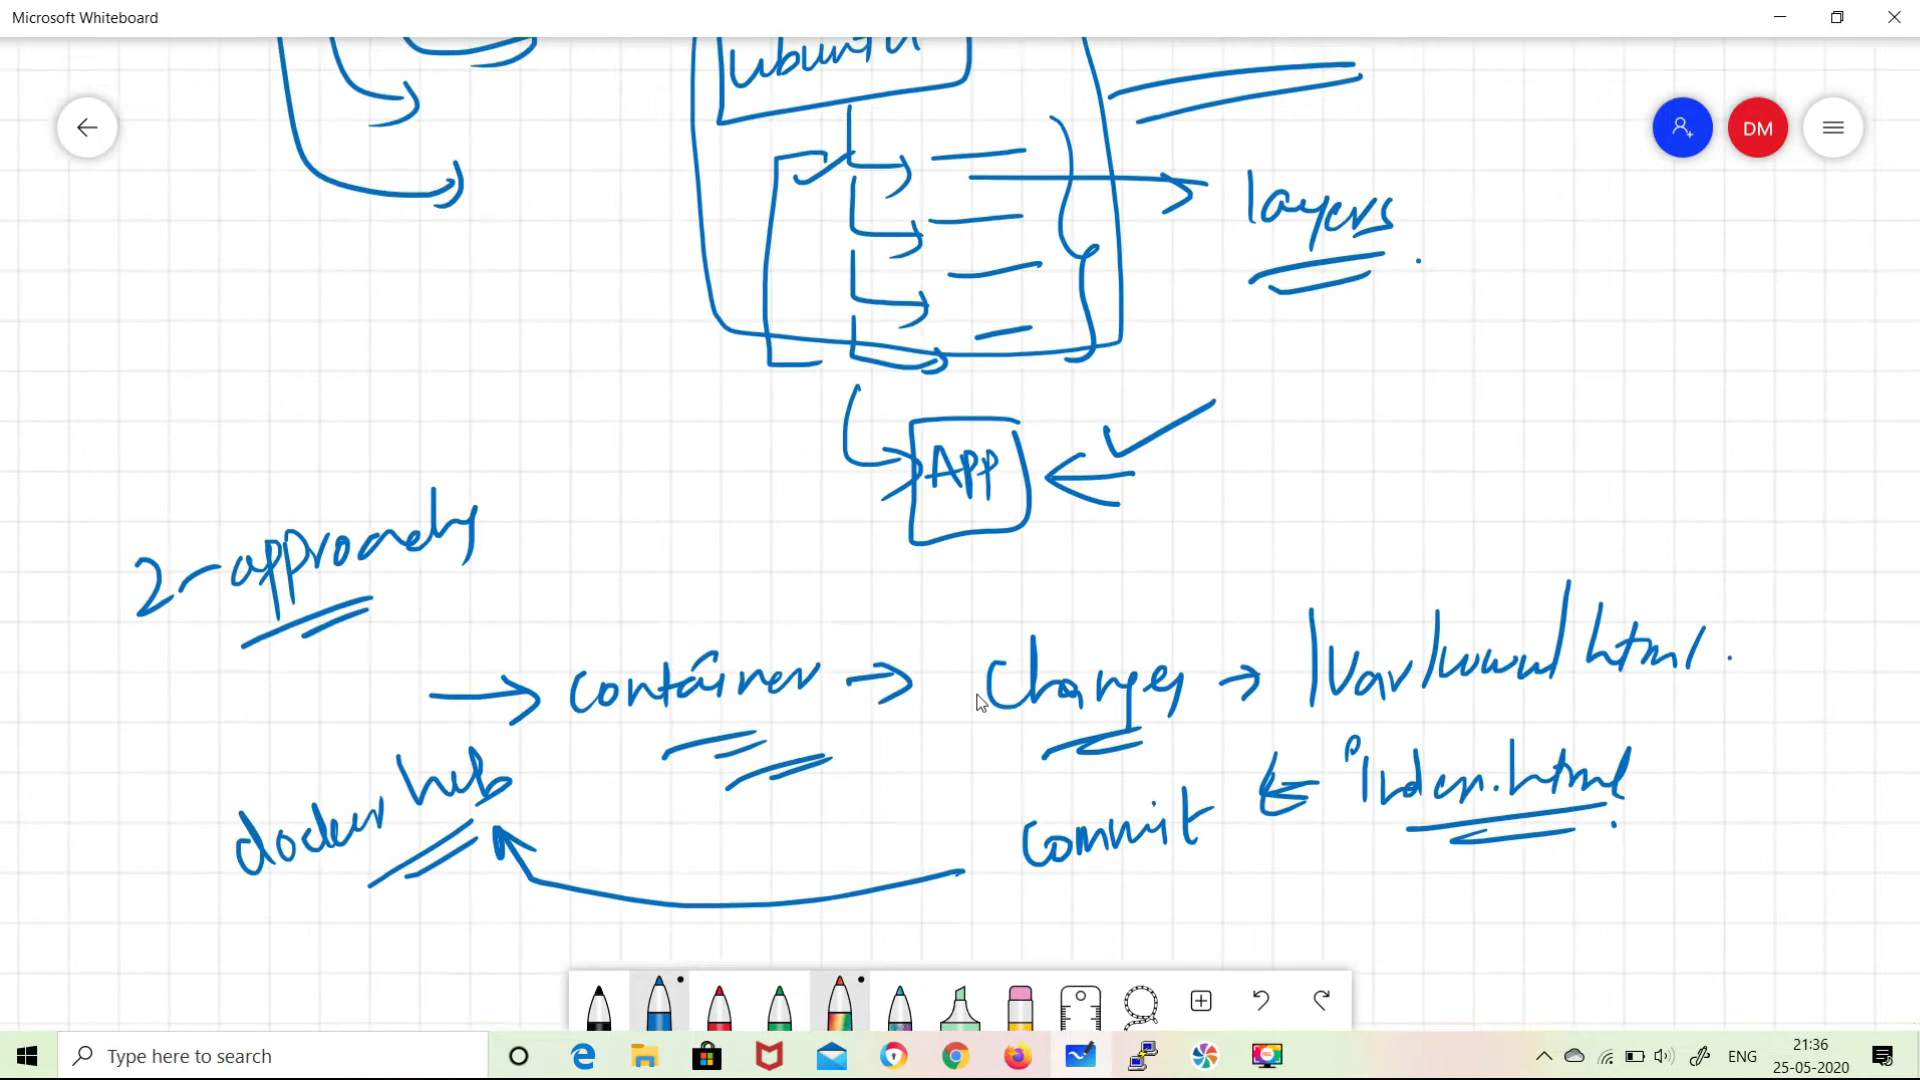 Microsoft Whiteboard
ubuntu
DM
layers
APP
2-approachs
container → changes → /var/www/html.
docker hub
commit ← index.html
Type here to search
ENG
21:36
25-05-2020